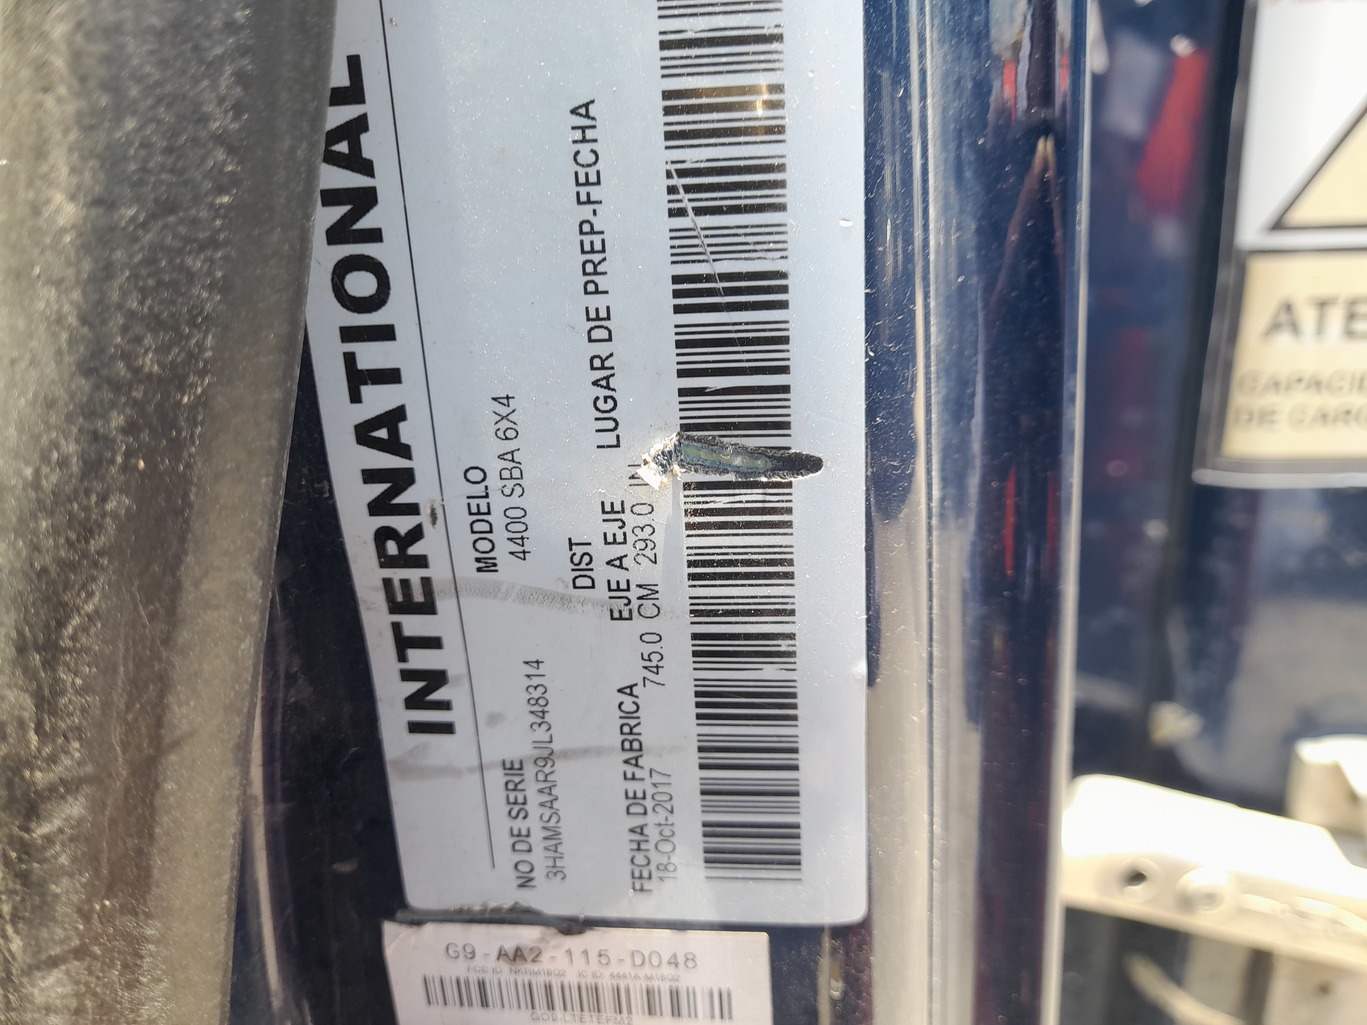 INTERNATIONAL
MODELO
4400 SBA 6X4
NO DE SERIE
3HAMSAAR9JL348314
DIST
EJE A EJE
745.0 CM 293.0
LUGAR DE PREP-FECHA
FECHA DE FABRICA
18-Oct-2017
G9-AA2-115-D048
ATE
CAPACI
DE CARG